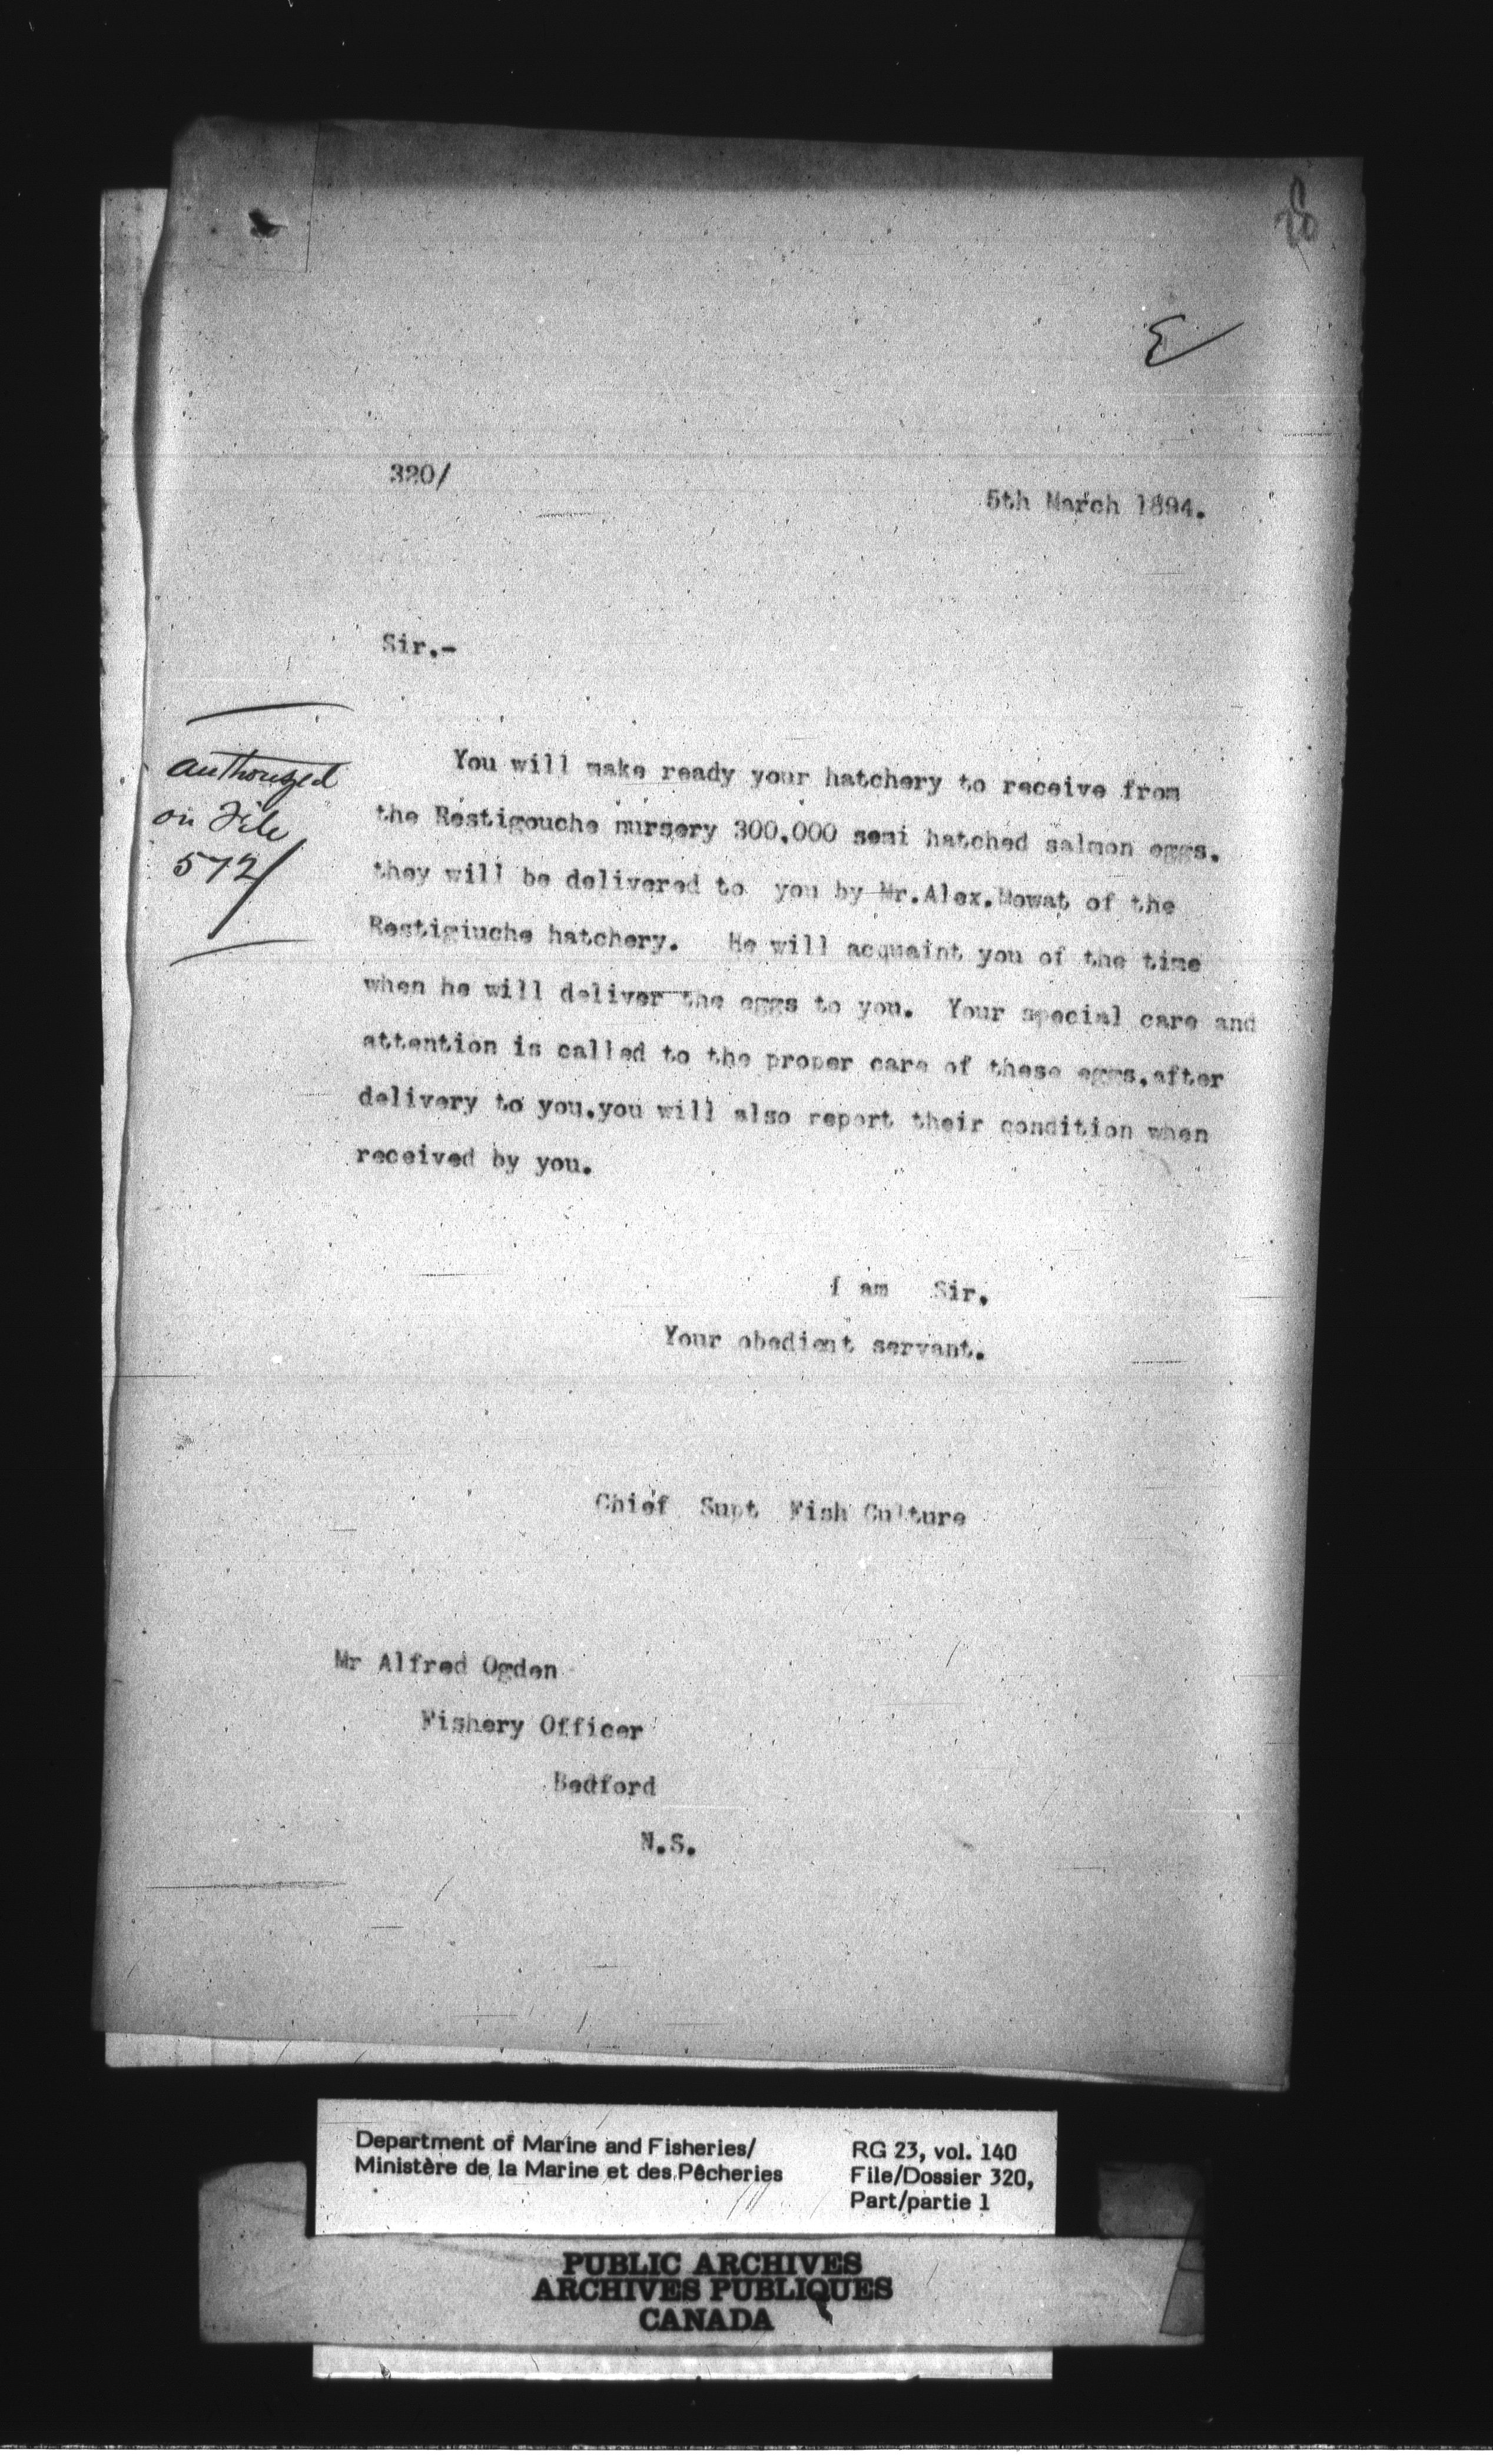 E
320/
5th March 1894.
Sir.-
authorized
on File
572/
You will make ready your hatchery to receive from
the Restigouche nursery 300.000 semi hatched salmon eggs.
they will be delivered to you by Mr.Alex.Mowat of the
Restigiuche hatchery. He will acquaint you of the time
when he will deliver the eggs to you. Your special care and
attention is called to the proper care of these eggs.after
delivery to you.you will also report their condition when
received by you.
I am Sir.
Your obedient servant.
Chief Supt Fish Culture
Mr Alfred Ogden
Fishery Officer
Bedford
N.S.
Department of Marine and Fisheries/
Ministère de la Marine et des Pêcheries
RG 23, vol. 140
File/Dossier 320,
Part/partie 1
PUBLIC ARCHIVES
ARCHIVES PUBLIQUES
CANADA